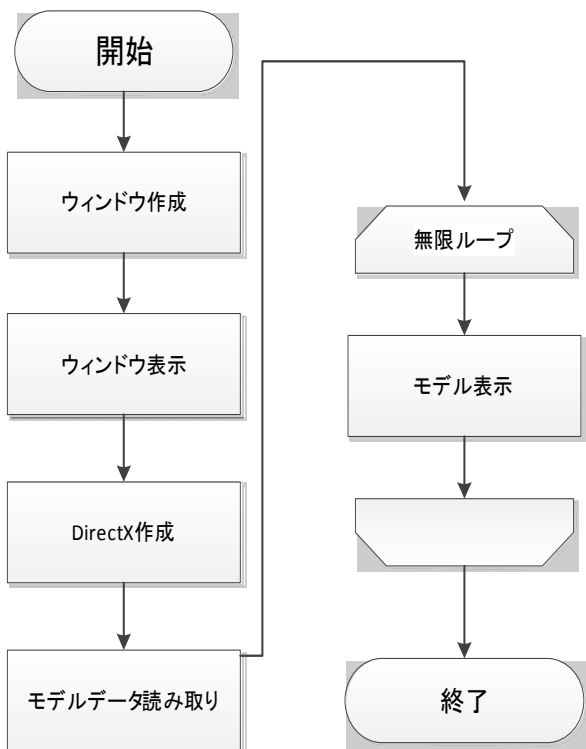 開始
ウィンドウ作成
ウィンドウ表示
DirectX作成
モデルデータ読み取り
無限ループ
モデル表示
終了